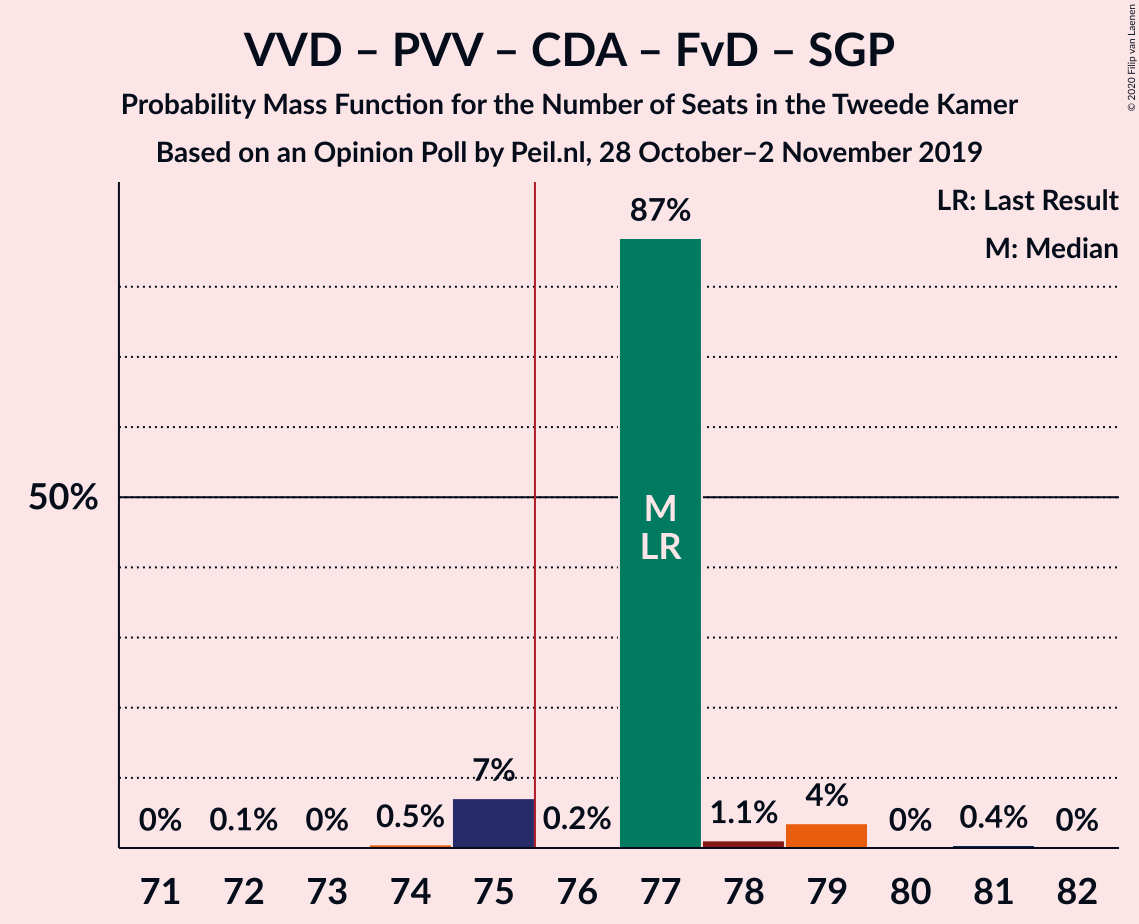 VVD – PVV – CDA – FvD – SGP
Probability Mass Function for the Number of Seats in the Tweede Kamer
Based on an Opinion Poll by Peil.nl, 28 October–2 November 2019
© 2020 Filip van Laenen
LR: Last Result
M: Median
87%
50%
M
LR
7%
4%
0%
0.1%
0%
0.5%
0.2%
1.1%
0%
0.4%
0%
71 72 73 74 75 76 77 78 79 80 81 82